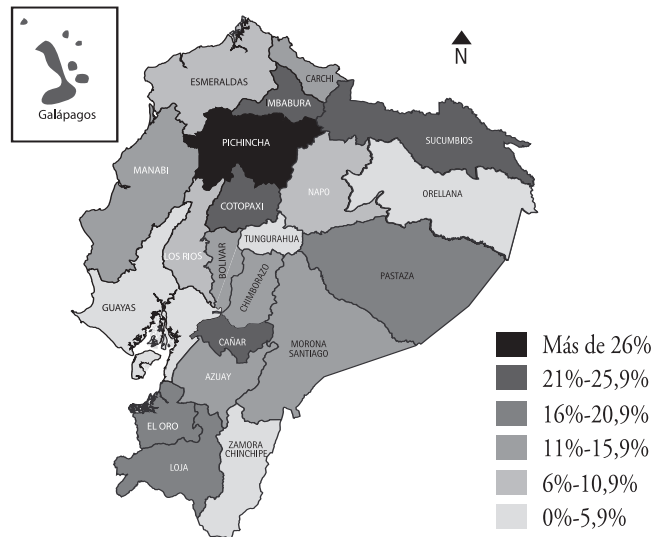 Galápagos
N
ESMERALDAS
CARCHI
MBABURA
PICHINCHA
SUCUMBIOS
MANABI
NAPO
ORELLANA
COTOPAXI
TUNGURAHUA
LOS RIOS
BOLIVAR
PASTAZA
CHIMBORAZO
GUAYAS
CAÑAR
MORONA
SANTIAGO
AZUAY
EL ORO
ZAMORA
CHINCHIPE
LOJA
Más de 26%
21%-25,9%
16%-20,9%
11%-15,9%
6%-10,9%
0%-5,9%